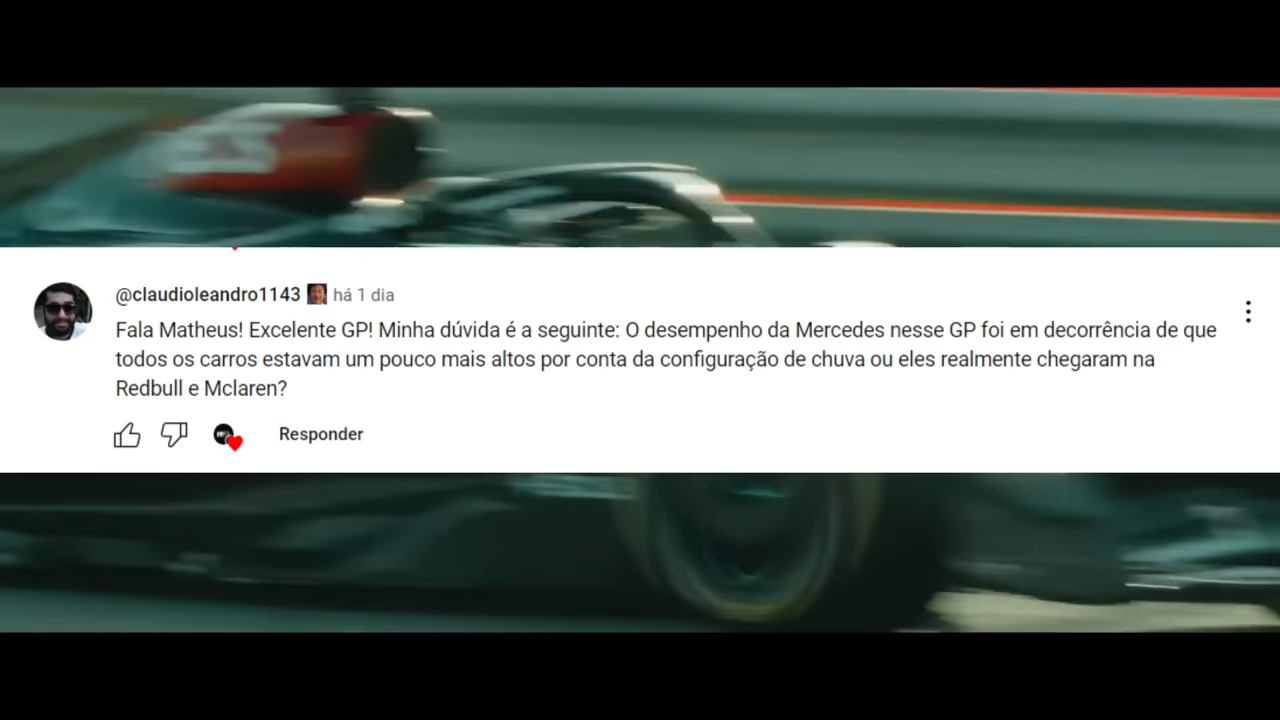 @claudioleandro1143 há 1 dia
Fala Matheus! Excelente GP! Minha dúvida é a seguinte: O desempenho da Mercedes nesse GP foi em decorrência de que
todos os carros estavam um pouco mais altos por conta da configuração de chuva ou eles realmente chegaram na
Redbull e Mclaren?
Responder